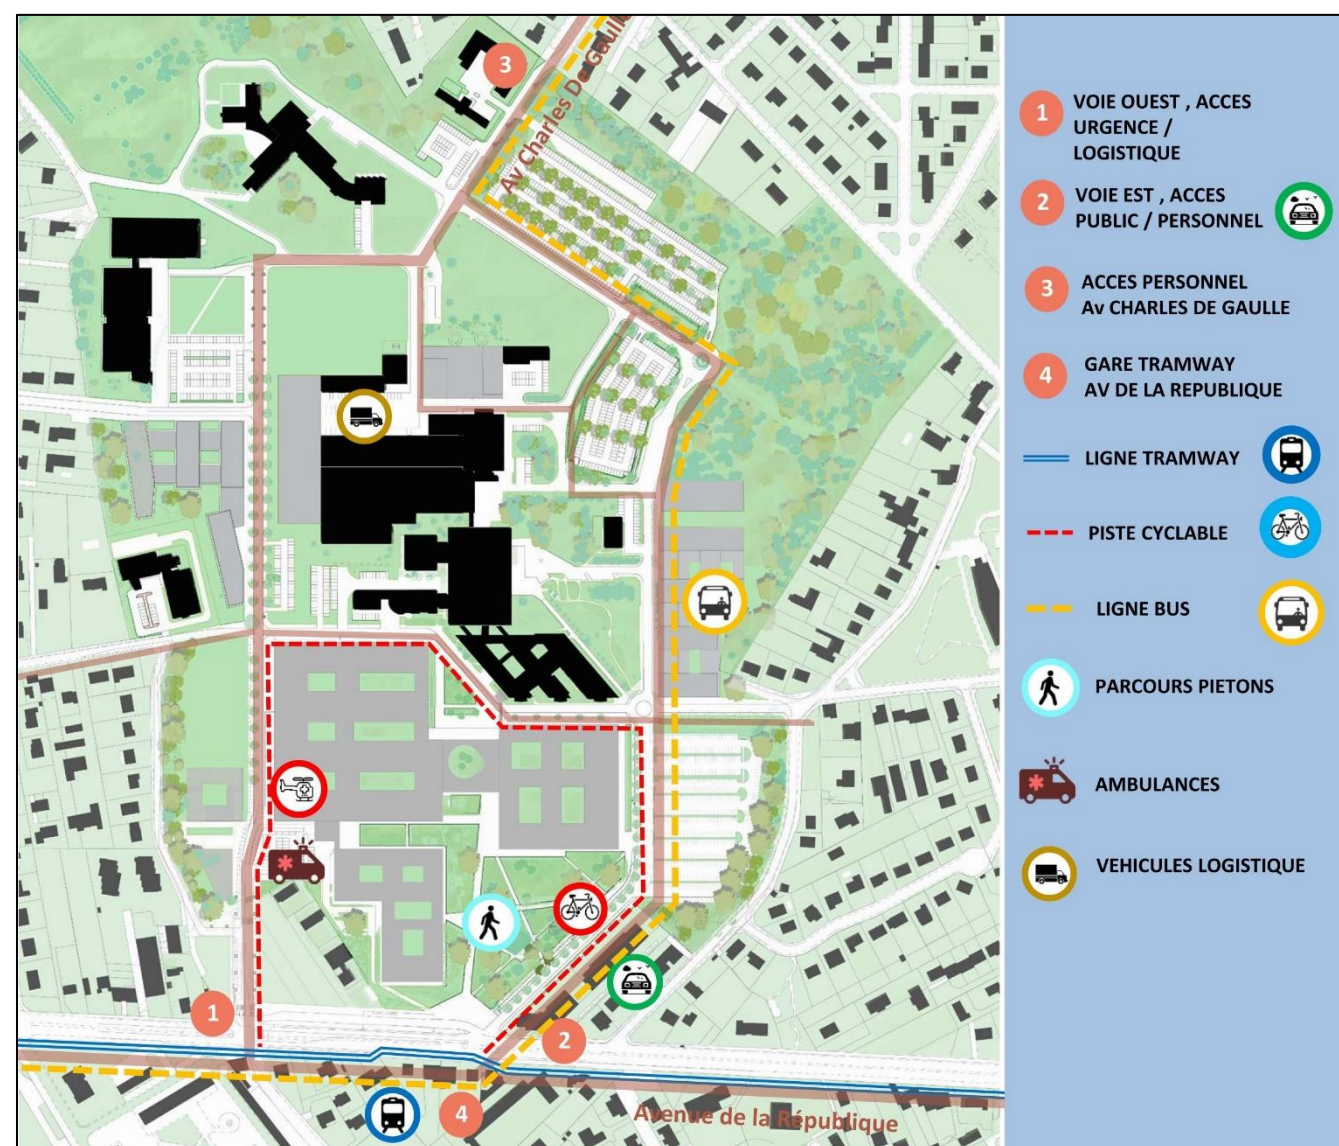 3
Av Charles De Gaulle
1
2
4
Avenue de la République
1
VOIE OUEST , ACCES
URGENCE /
LOGISTIQUE
2
VOIE EST , ACCES
PUBLIC / PERSONNEL
3
ACCES PERSONNEL
Av CHARLES DE GAULLE
4
GARE TRAMWAY
AV DE LA REPUBLIQUE
LIGNE TRAMWAY
PISTE CYCLABLE
LIGNE BUS
PARCOURS PIETONS
AMBULANCES
VEHICULES LOGISTIQUE